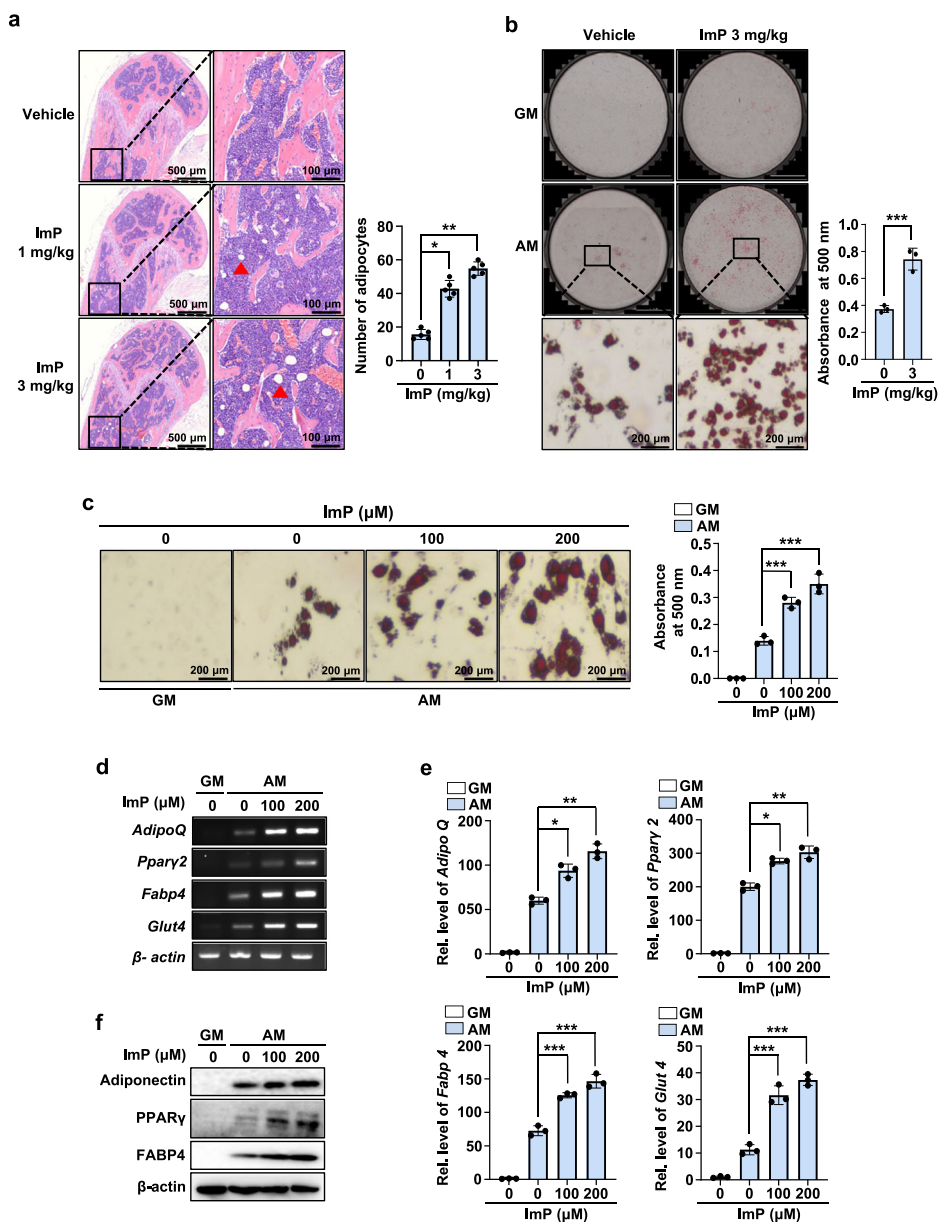 a
Vehicle
500 µm
100 µm
ImP
1 mg/kg
500 µm
100 µm
ImP
3 mg/kg
500 µm
100 µm
Number of adipocytes
80
60
40
20
0
*
**
0 1 3
ImP (mg/kg)
b
Vehicle ImP 3 mg/kg
GM
AM
200 µm
200 µm
Absorbance at 500 nm
1.0
0.8
0.6
0.4
0.2
0.0
***
0 3
ImP (mg/kg)
c
ImP (µM)
0 0 100 200
200 µm
200 µm
200 µm
200 µm
GM AM
GM
AM
Absorbance
at 500 nm
0.5
0.4
0.3
0.2
0.1
0.0
***
***
0 0 100 200
ImP (µM)
d
GM AM
ImP (µM) 0 0 100 200
AdipoQ
Pparγ2
Fabp4
Glut4
β- actin
e
GM
AM
Rel. level of Adipo Q
100
100
050
0
**
*
0 0 100 200
ImP (µM)
GM
AM
Rel. level of Pparγ 2
400
300
200
100
0
**
*
0 0 100 200
ImP (µM)
GM
AM
Rel. level of Fabp 4
200
150
100
50
0
***
***
0 0 100 200
ImP (µM)
GM
AM
Rel. level of Glut 4
50
40
30
20
10
0
***
***
0 0 100 200
ImP (µM)
f
GM AM
ImP (µM) 0 0 100 200
Adiponectin
PPARγ
FABP4
β-actin